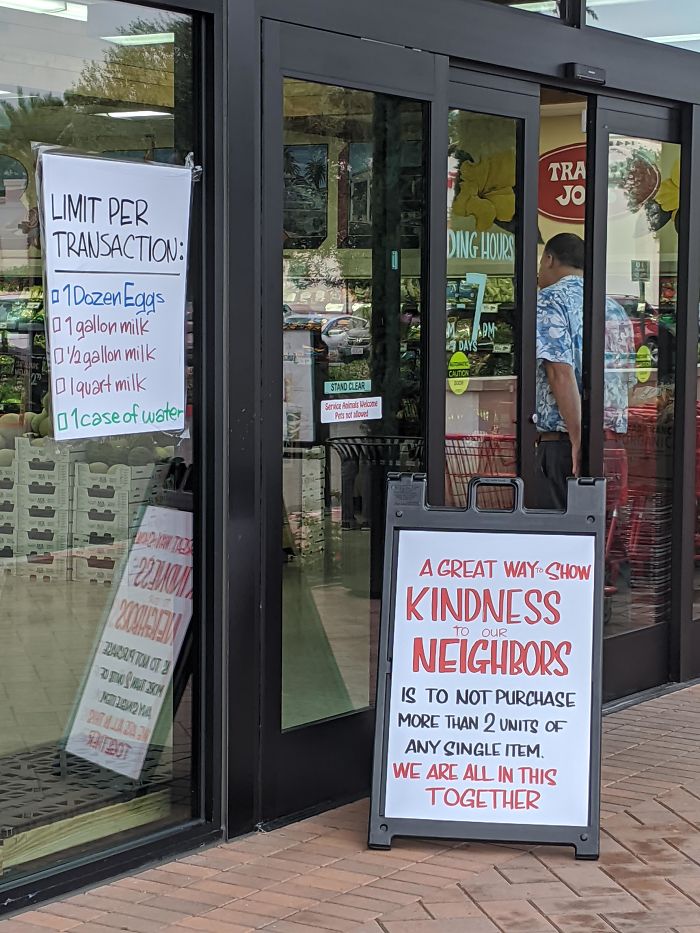 LIMIT PER
TRANSACTION:
1 Dozen Eggs
1 gallon milk
1/2 gallon milk
1 quart milk
1 case of water
TRA
JO
DING HOURS
7
PM
DAYS
CAUTION
STAND CLEAR
Service Animals Welcome
Pets not allowed
A GREAT WAY TO SHOW
KINDNESS
TO OUR
NEIGHBORS
IS TO NOT PURCHASE
MORE THAN 2 UNITS OF
ANY SINGLE ITEM.
WE ARE ALL IN THIS
TOGETHER